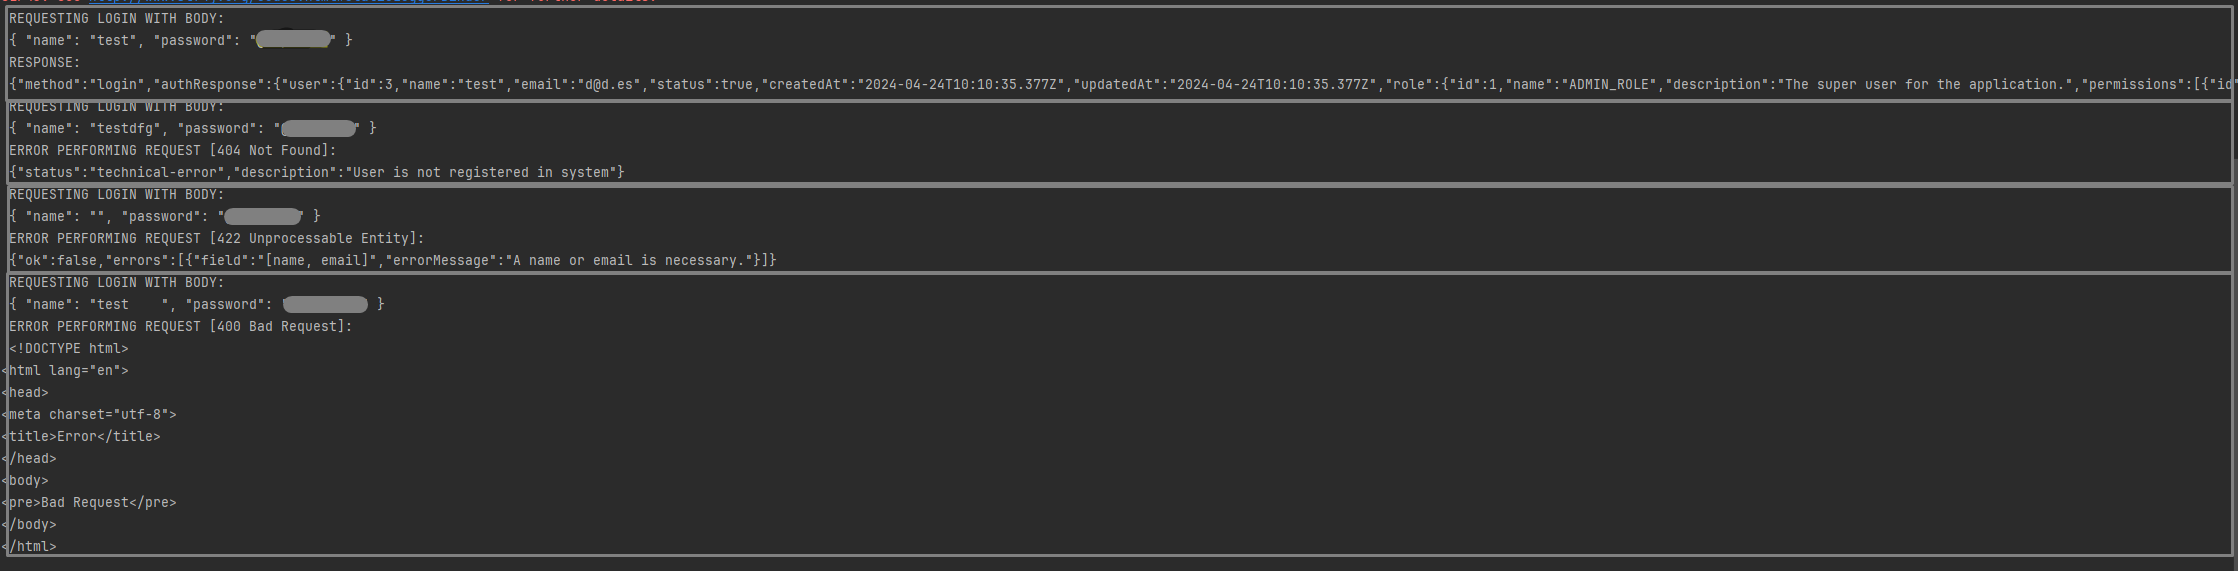 for further details.
REQUESTING LOGIN WITH BODY:
{ "name": "test", "password": " " }
RESPONSE:
{"method":"login","authResponse":{"user":{"id":3,"name":"test","email":"d@d.es","status":true,"createdAt":"2024-04-24T10:10:35.377Z","updatedAt":"2024-04-24T10:10:35.377Z","role":{"id":1,"name":"ADMIN_ROLE","description":"The super user for the application.","permissions":[{"id"
REQUESTING LOGIN WITH BODY:
{ "name": "testdfg", "password": " " }
ERROR PERFORMING REQUEST [404 Not Found]:
{"status":"technical-error","description":"User is not registered in system"}
REQUESTING LOGIN WITH BODY:
{ "name": "", "password": " " }
ERROR PERFORMING REQUEST [422 Unprocessable Entity]:
{"ok":false,"errors":[{"field":"[name, email]","errorMessage":"A name or email is necessary."}]}
REQUESTING LOGIN WITH BODY:
{ "name": "test    ", "password": }
ERROR PERFORMING REQUEST [400 Bad Request]:
<!DOCTYPE html>
<html lang="en">
<head>
<meta charset="utf-8">
<title>Error</title>
</head>
<body>
<pre>Bad Request</pre>
</body>
</html>